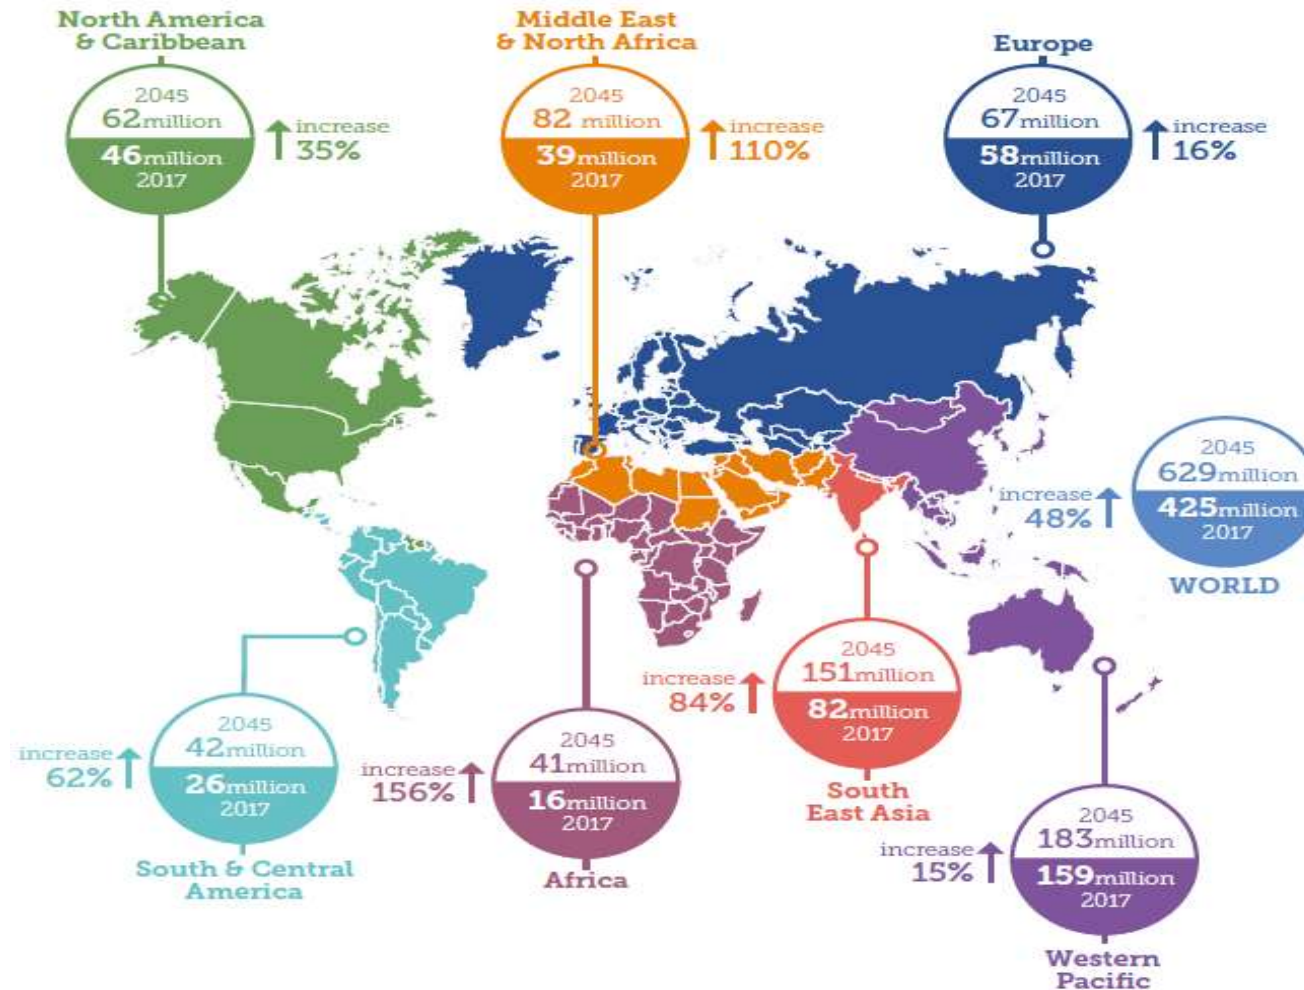 North America
& Caribbean
2045
62million
46million
2017
increase
35%
Middle East
& North Africa
2045
82 million
39million
2017
increase
110%
Europe
2045
67million
58million
2017
increase
16%
2045
629million
425million
2017
WORLD
increase
48%
2045
42million
26million
2017
South & Central
America
increase
62%
2045
41million
16million
2017
Africa
increase
156%
2045
151million
82million
2017
South
East Asia
increase
84%
2045
183million
159million
2017
Western
Pacific
increase
15%